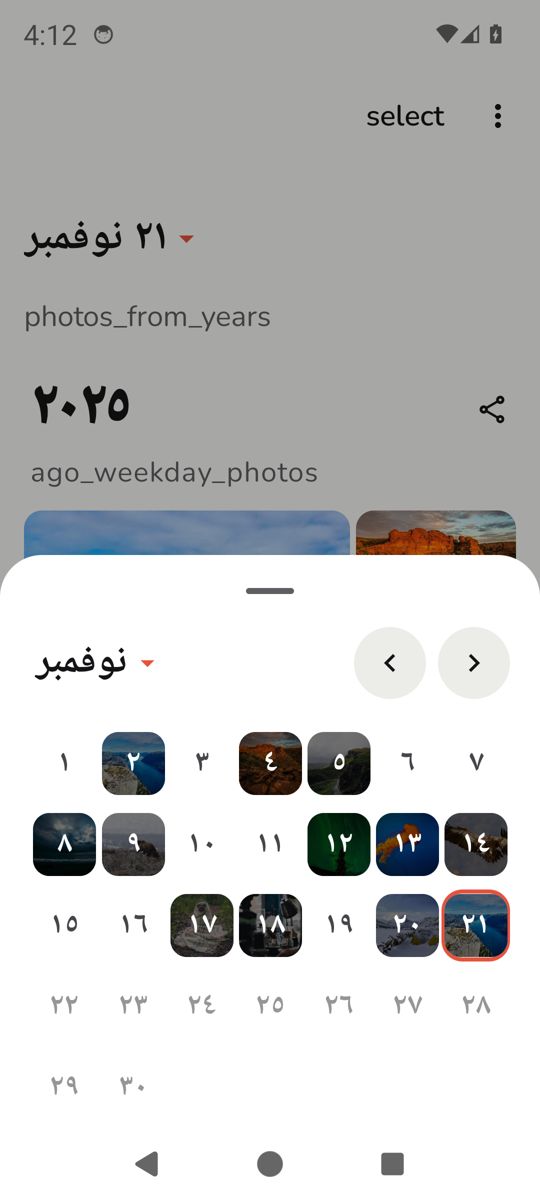 4:12
select
٢١ نوفمبر
photos_from_years
٢٠٢٥
ago_weekday_photos
نوفمبر
١ ٢ ٣ ٤ ٥ ٦ ٧
٨ ٩ ١٠ ١١ ١٢ ١٣ ١٤
١٥ ١٦ ١٧ ١٨ ١٩ ٢٠ ٢١
٢٢ ٢٣ ٢٤ ٢٥ ٢٦ ٢٧ ٢٨
٢٩ ٣٠